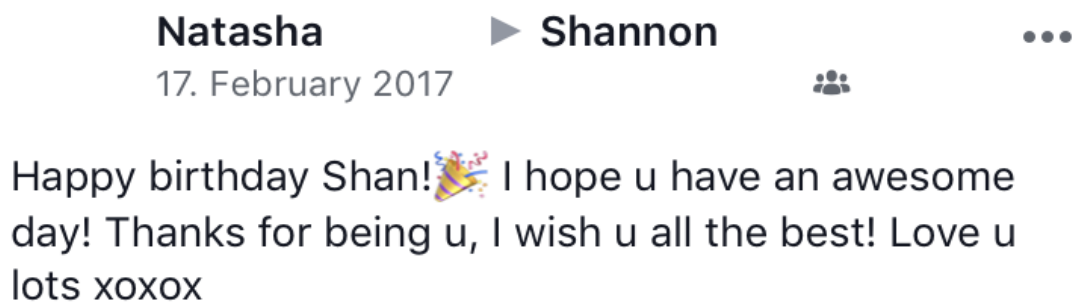 Natasha ▶ Shannon
17. February 2017
Happy birthday Shan!🎉 I hope u have an awesome
day! Thanks for being u, I wish u all the best! Love u
lots xoxox